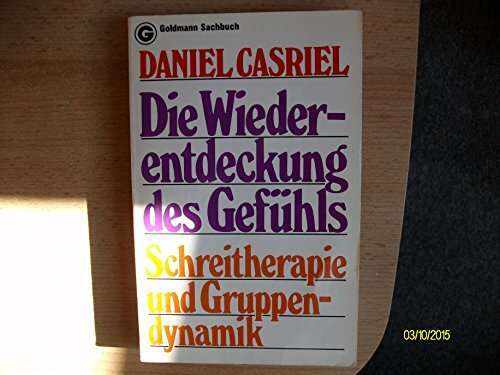 G Goldmann Sachbuch
DANIEL CASRIEL
Die Wieder-
entdeckung
des Gefühls
Schreitherapie
und Gruppen-
dynamik
03/10/2015